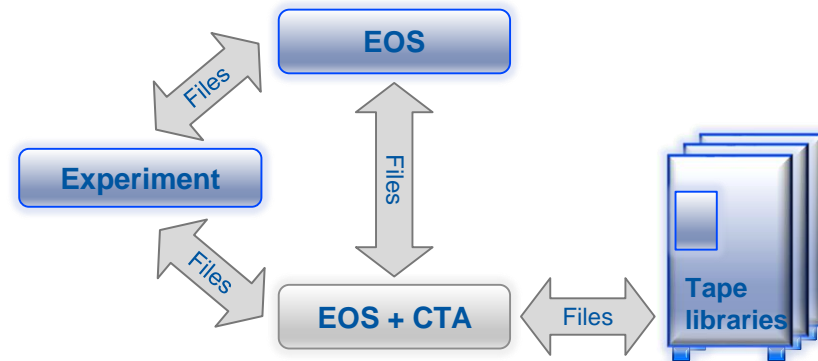 EOS
Files
Experiment
Files
Files
EOS + CTA
Files
Tape
libraries